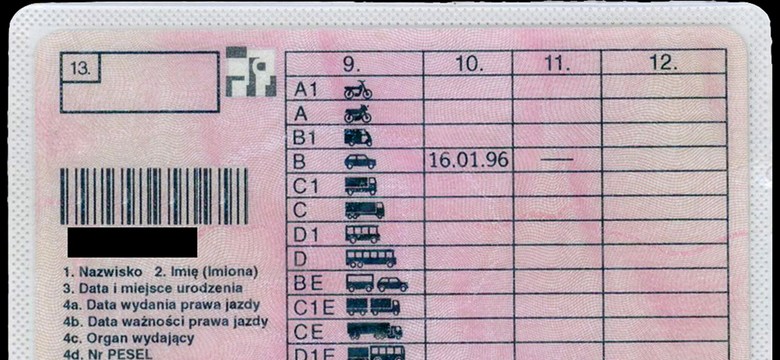 13.
9. 10. 11. 12.
A1
A
B1
B 16.01.96 —
C1
C
D1
D
BE
C1E
CE
D1E
1. Nazwisko 2. Imię (Imiona)
3. Data i miejsce urodzenia
4a. Data wydania prawa jazdy
4b. Data ważności prawa jazdy
4c. Organ wydający
4d. Nr PESEL